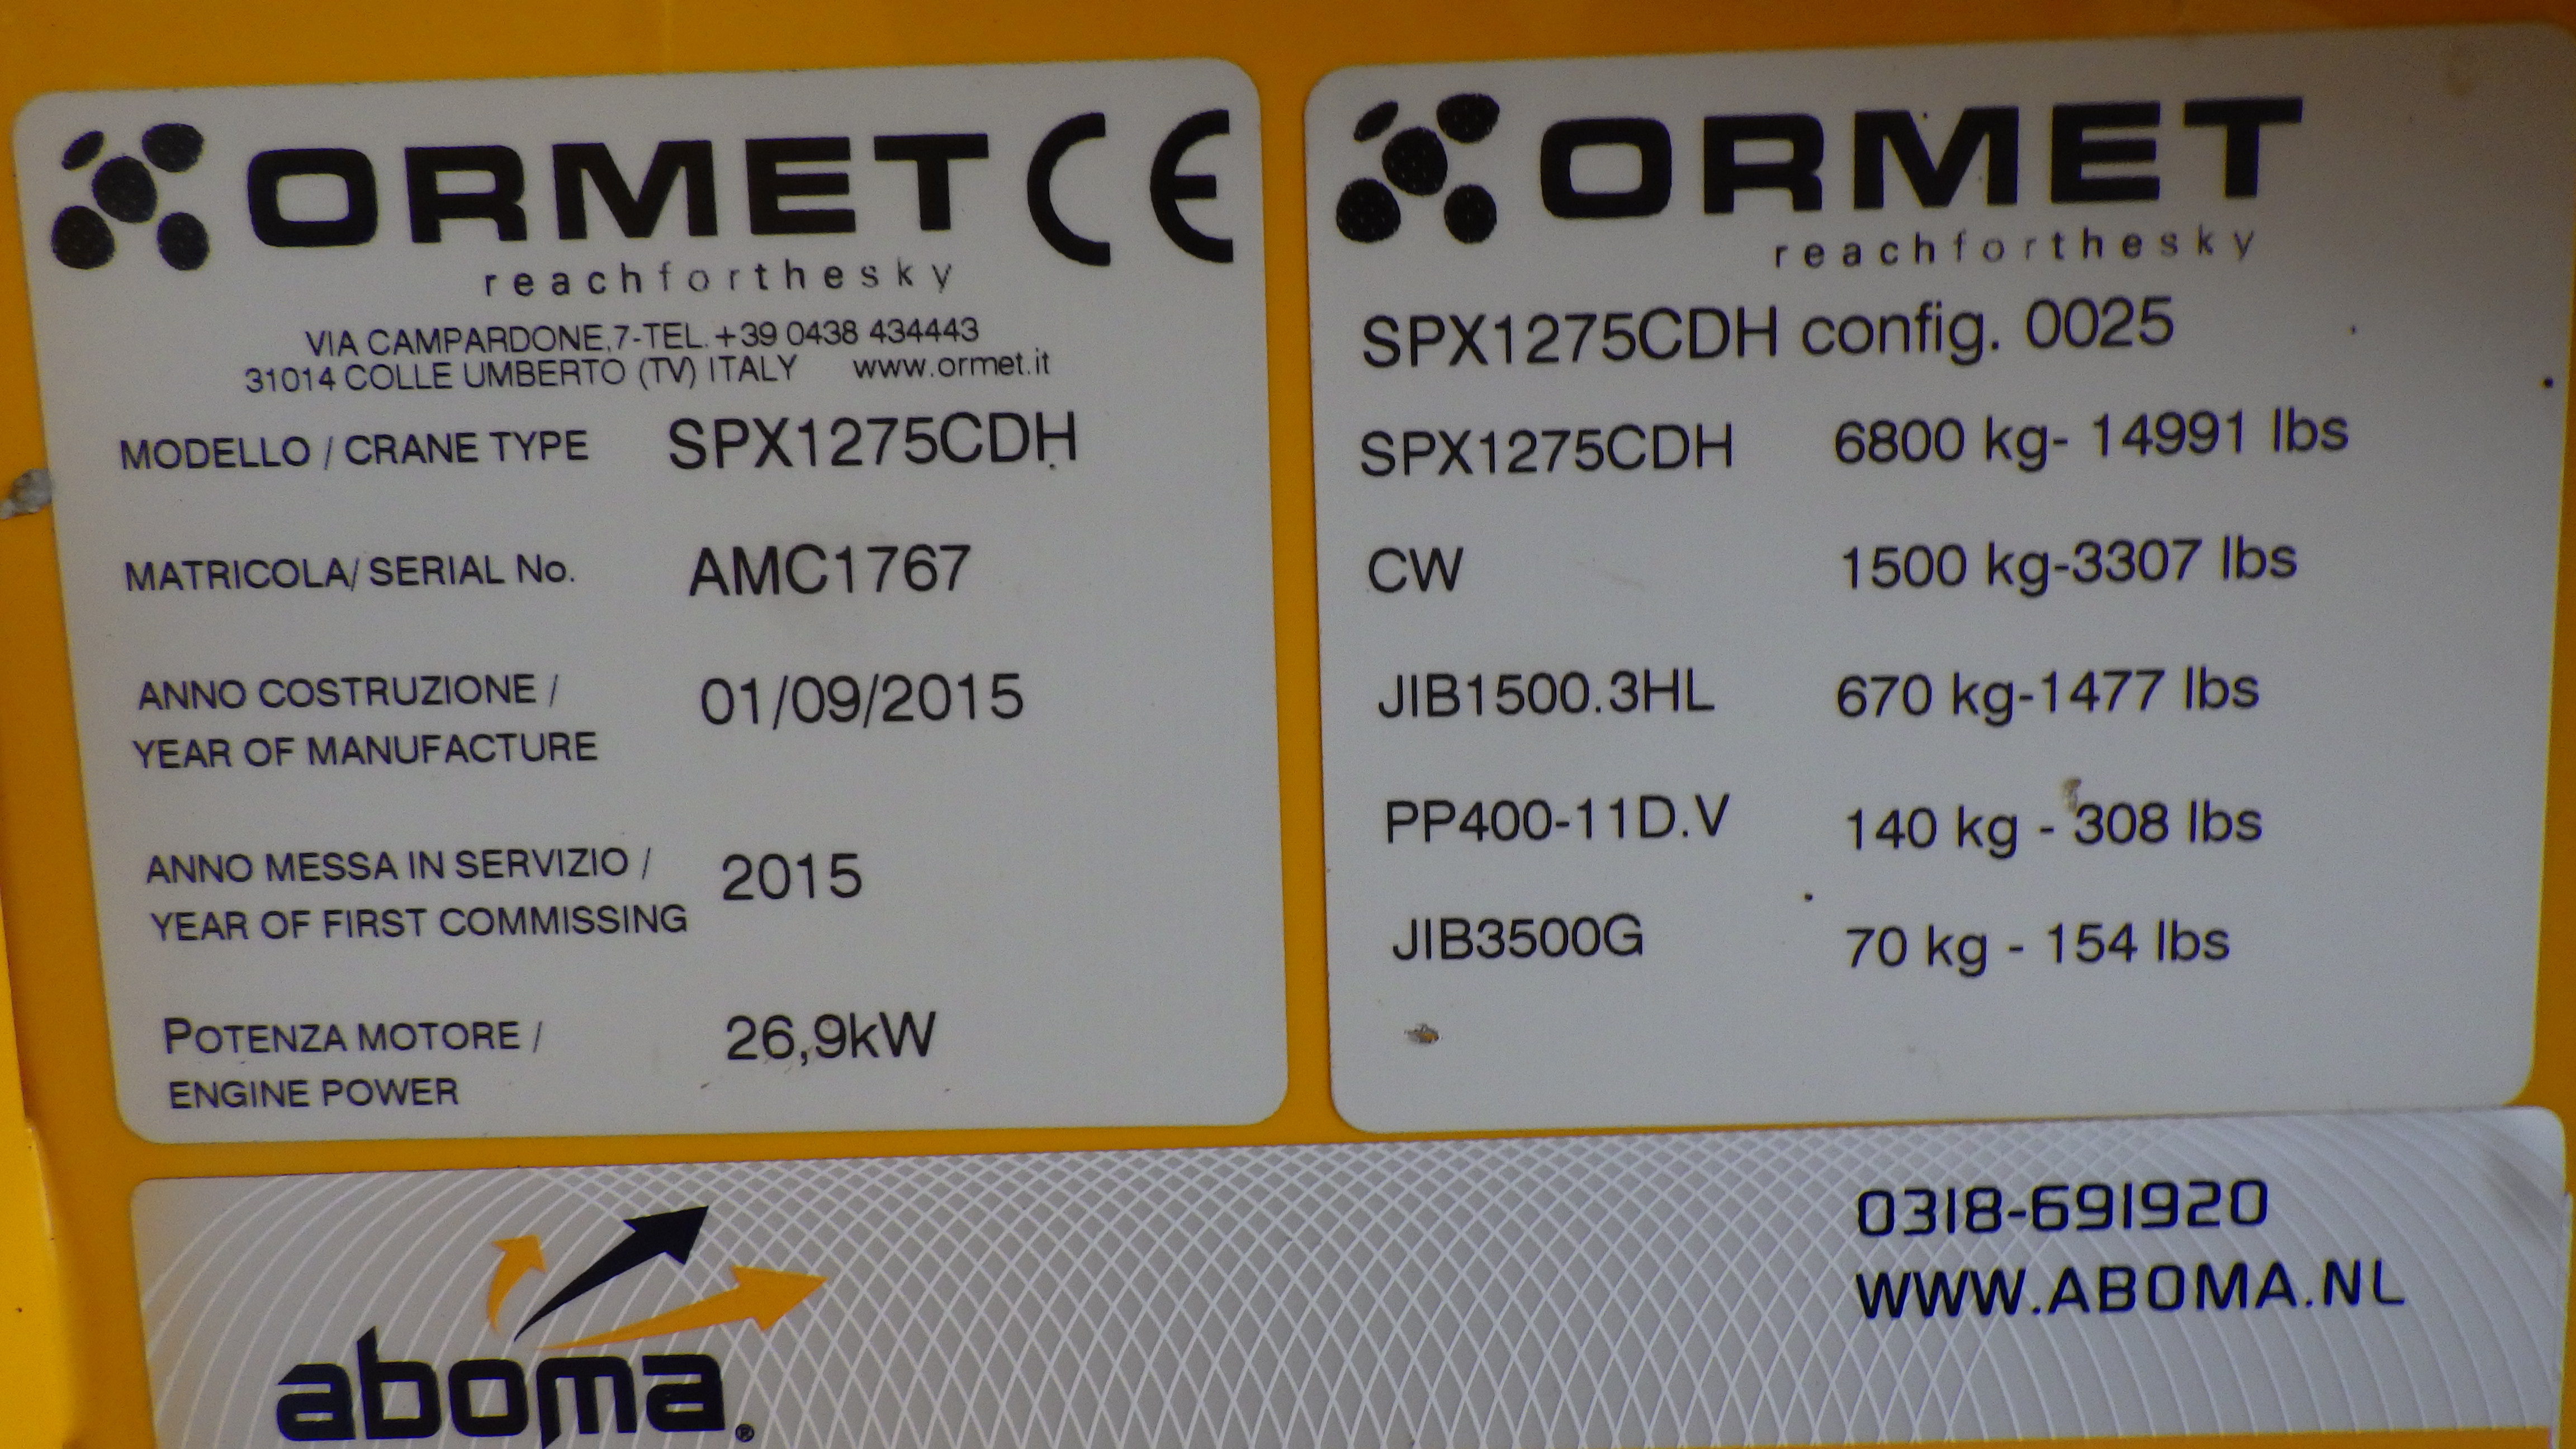 ORMET CE
reachforthesky
VIA CAMPARDONE,7-TEL.+39 0438 434443
31014 COLLE UMBERTO (TV) ITALY www.ormet.it
MODELLO / CRANE TYPE SPX1275CDH
MATRICOLA/ SERIAL No. AMC1767
ANNO COSTRUZIONE / 01/09/2015
YEAR OF MANUFACTURE
ANNO MESSA IN SERVIZIO / 2015
YEAR OF FIRST COMMISSING
POTENZA MOTORE / 26,9kW
ENGINE POWER
ORMET
reachforthesky
SPX1275CDH config. 0025
SPX1275CDH 6800 kg- 14991 lbs
CW 1500 kg-3307 lbs
JIB1500.3HL 670 kg-1477 lbs
PP400-11D.V 140 kg - 308 lbs
JIB3500G 70 kg - 154 lbs
aboma®
0318-691920
WWW.ABOMA.NL